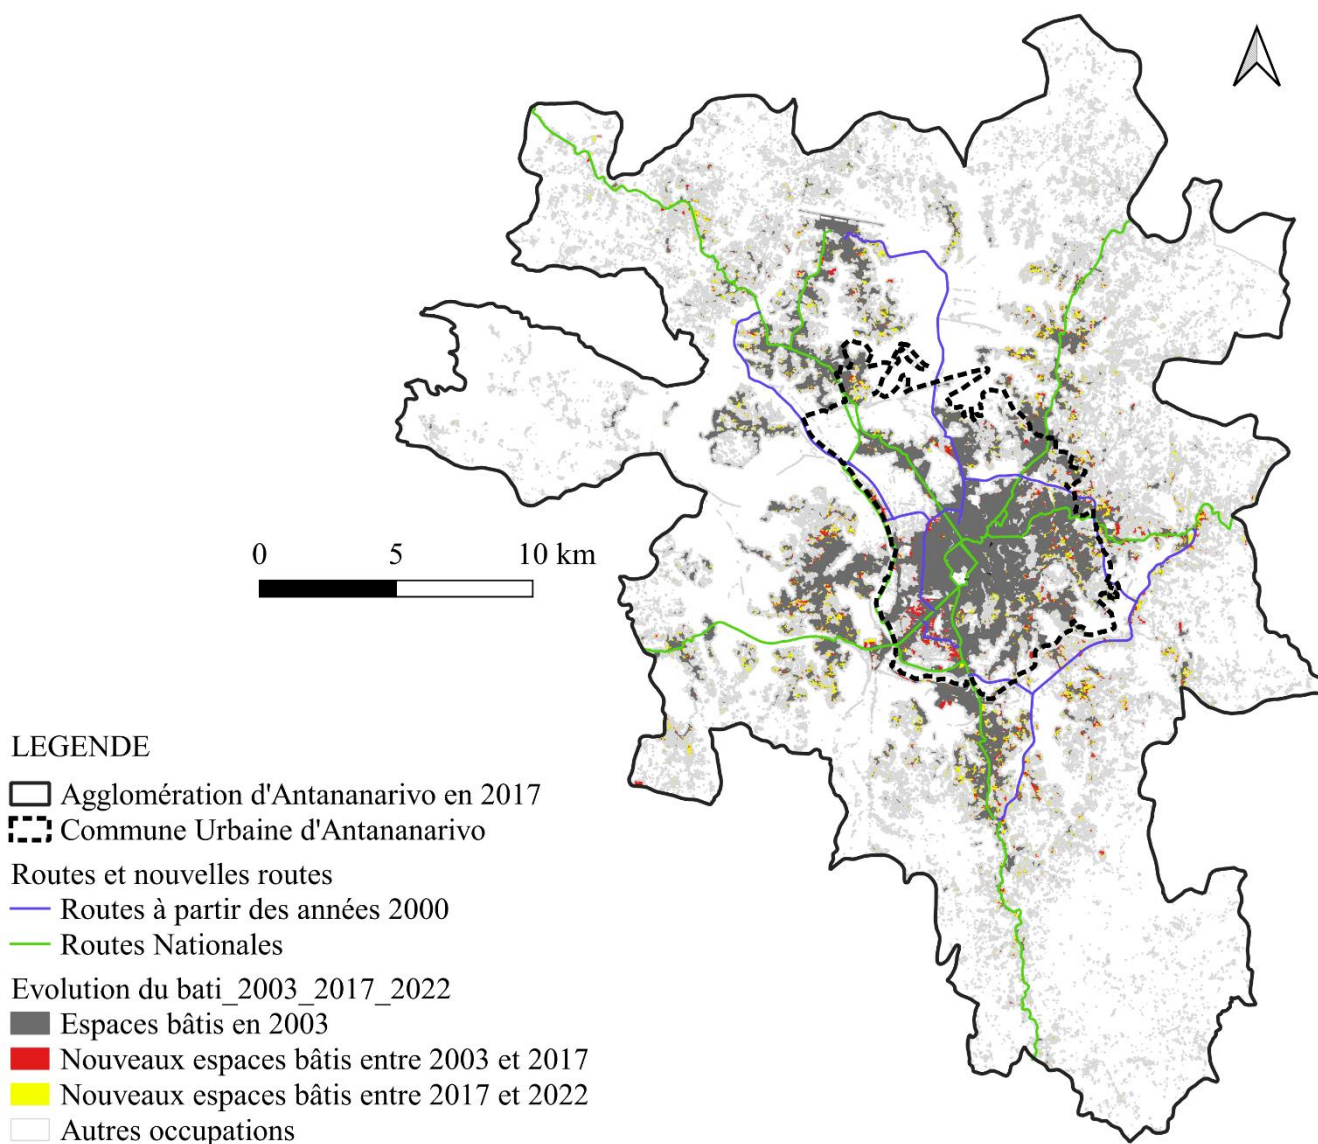 0 5 10 km
LEGENDE
Agglomération d'Antananarivo en 2017
Commune Urbaine d'Antananarivo
Routes et nouvelles routes
Routes à partir des années 2000
Routes Nationales
Evolution du bati_2003_2017_2022
Espaces bâtis en 2003
Nouveaux espaces bâtis entre 2003 et 2017
Nouveaux espaces bâtis entre 2017 et 2022
Autres occupations